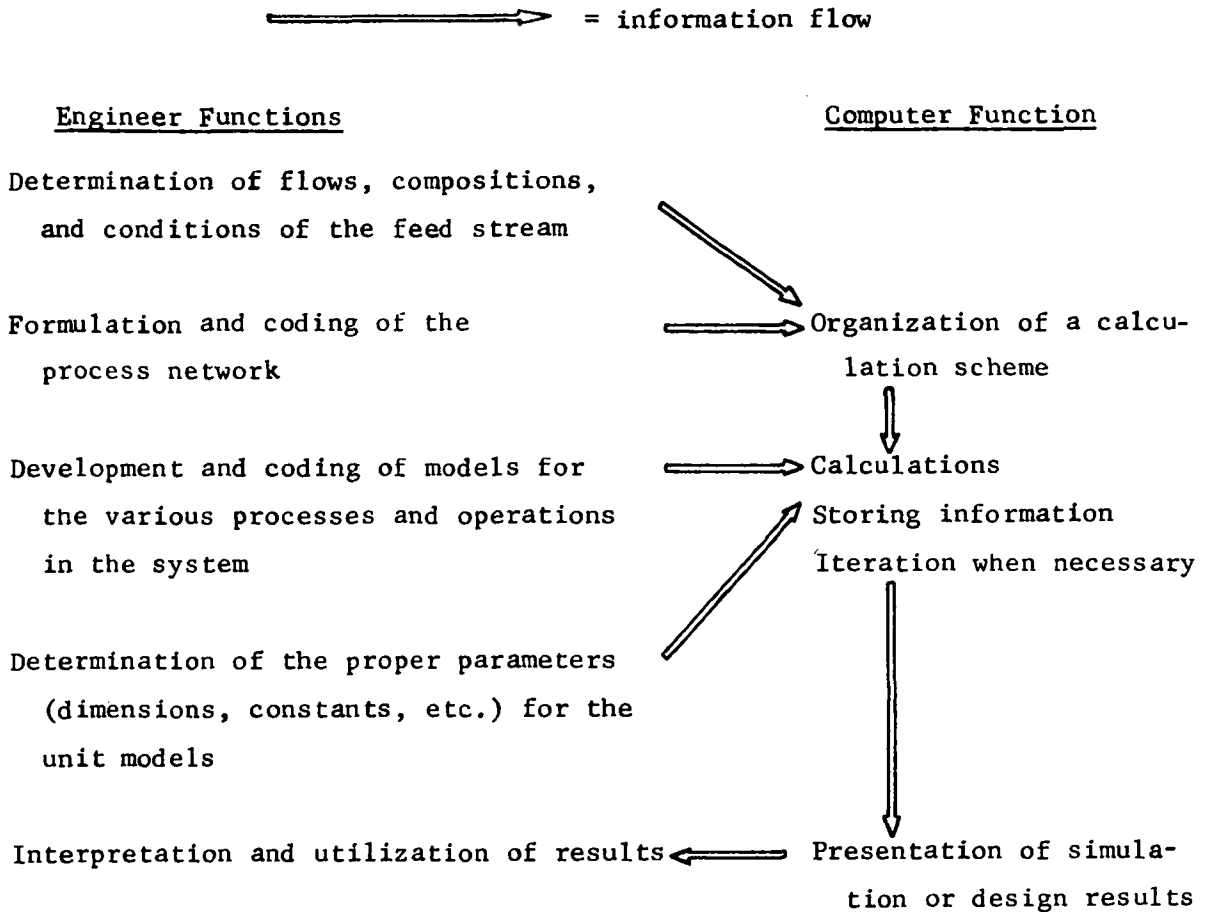 = information flow
Engineer Functions
Computer Function
Determination of flows, compositions,
and conditions of the feed stream
Formulation and coding of the
process network
Organization of a calcu-
lation scheme
Development and coding of models for
the various processes and operations
in the system
Calculations
Storing information
Iteration when necessary
Determination of the proper parameters
(dimensions, constants, etc.) for the
unit models
Interpretation and utilization of results
Presentation of simula-
tion or design results